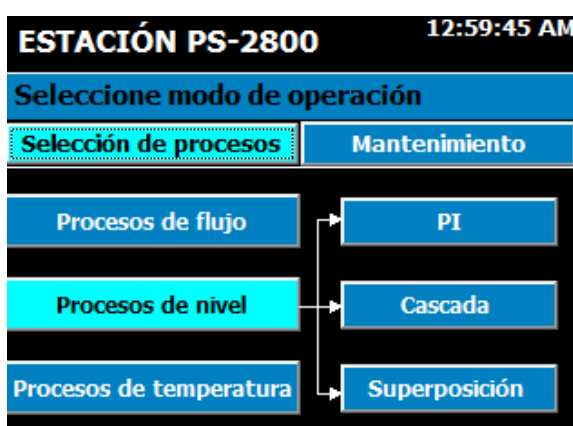 ESTACIÓN PS-2800
12:59:45 AM
Seleccione modo de operación
Selección de procesos
Mantenimiento
Procesos de flujo
PI
Procesos de nivel
Cascada
Procesos de temperatura
Superposición